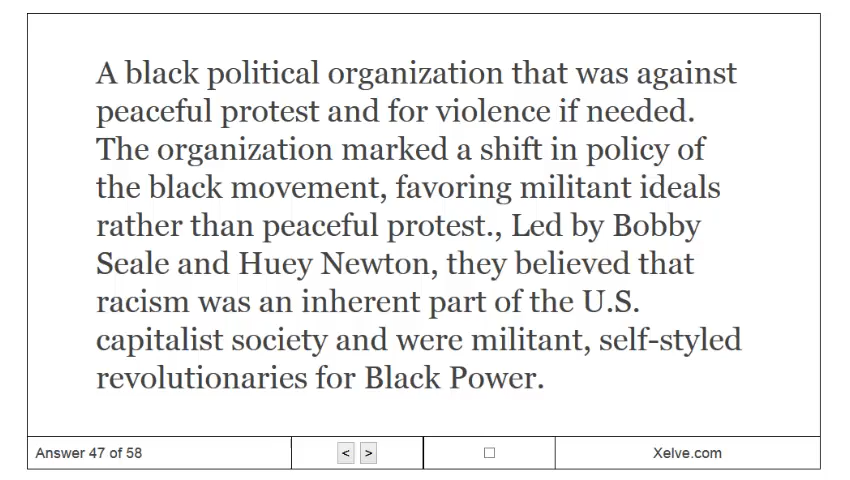 A black political organization that was against
peaceful protest and for violence if needed.
The organization marked a shift in policy of
the black movement, favoring militant ideals
rather than peaceful protest., Led by Bobby
Seale and Huey Newton, they believed that
racism was an inherent part of the U.S.
capitalist society and were militant, self-styled
revolutionaries for Black Power.
Answer 47 of 58 < > Xelve.com